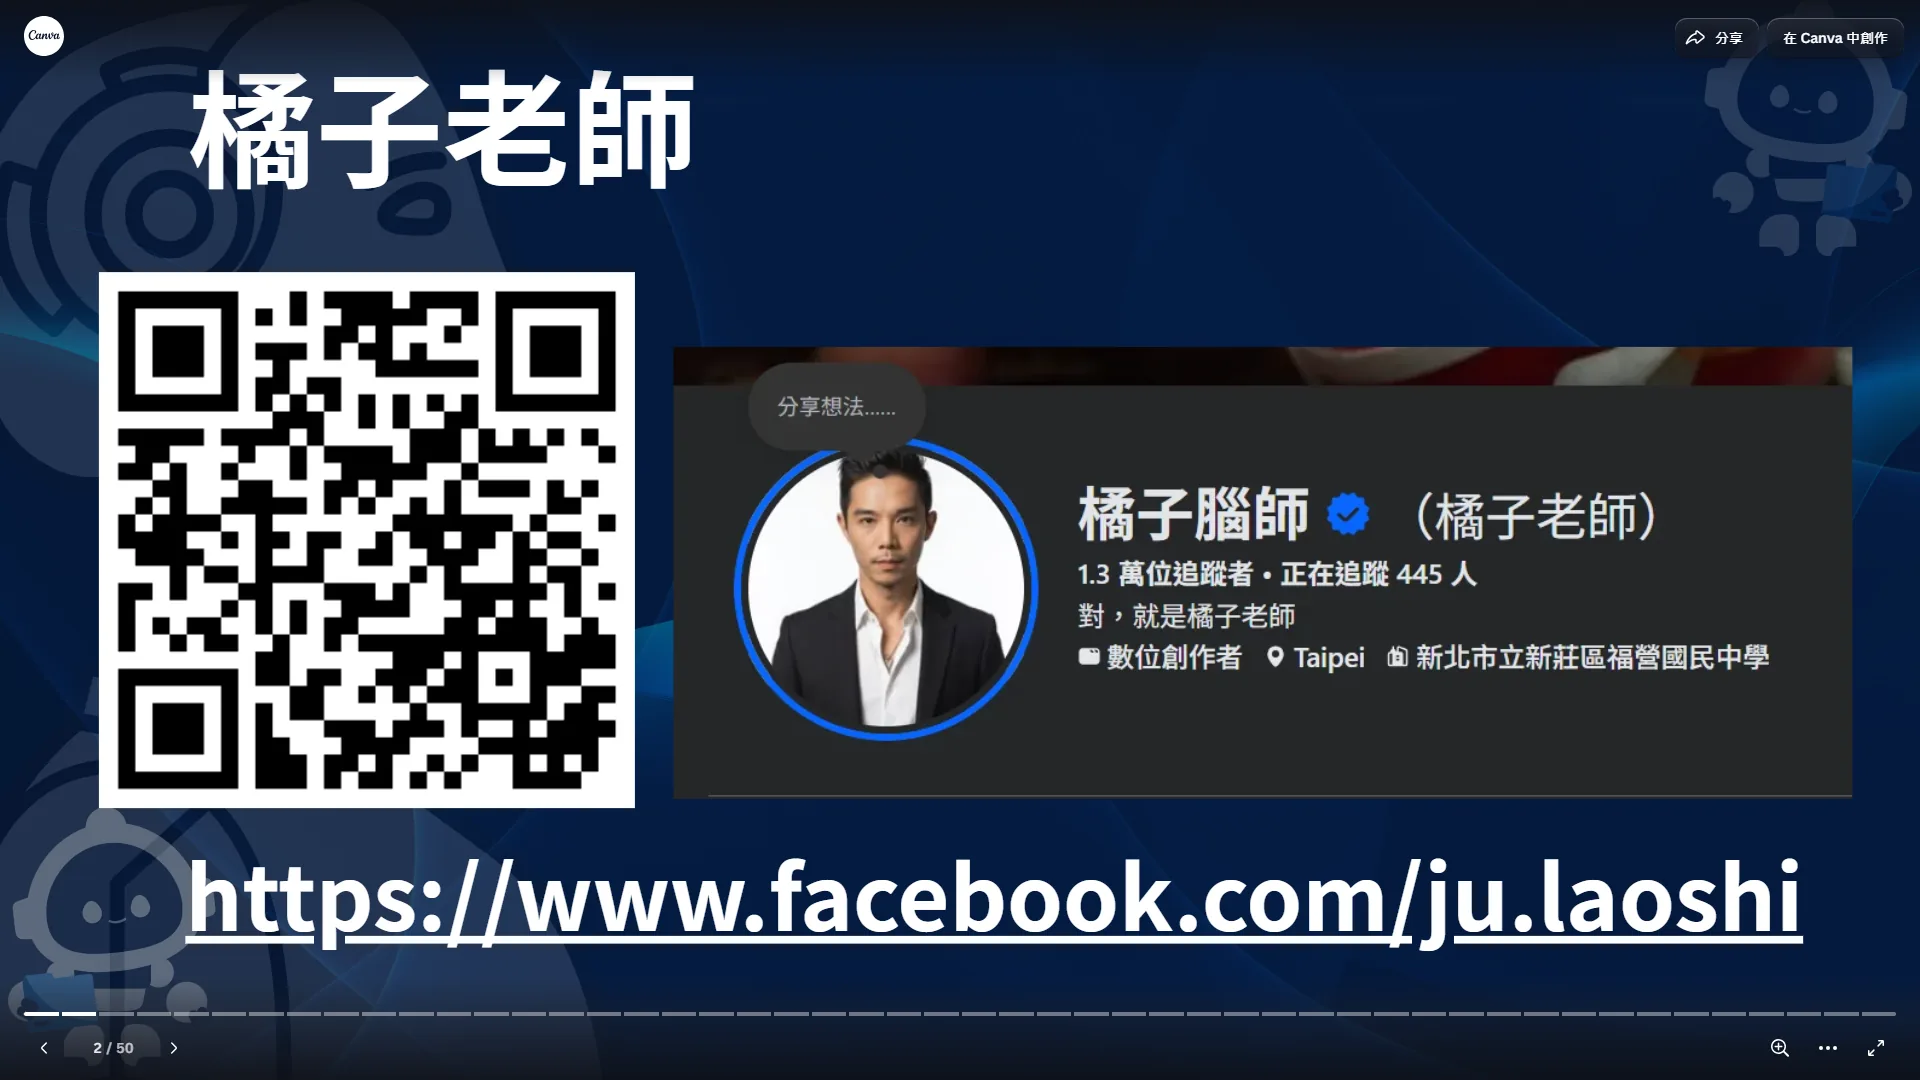 Canva
分享
在 Canva 中創作
橘子老師
分享想法......
橘子腦師 （橘子老師）
1.3 萬位追蹤者 • 正在追蹤 445 人
對，就是橘子老師
數位創作者 Taipei 新北市立新莊區福營國民中學
https://www.facebook.com/ju.laoshi
2 / 50